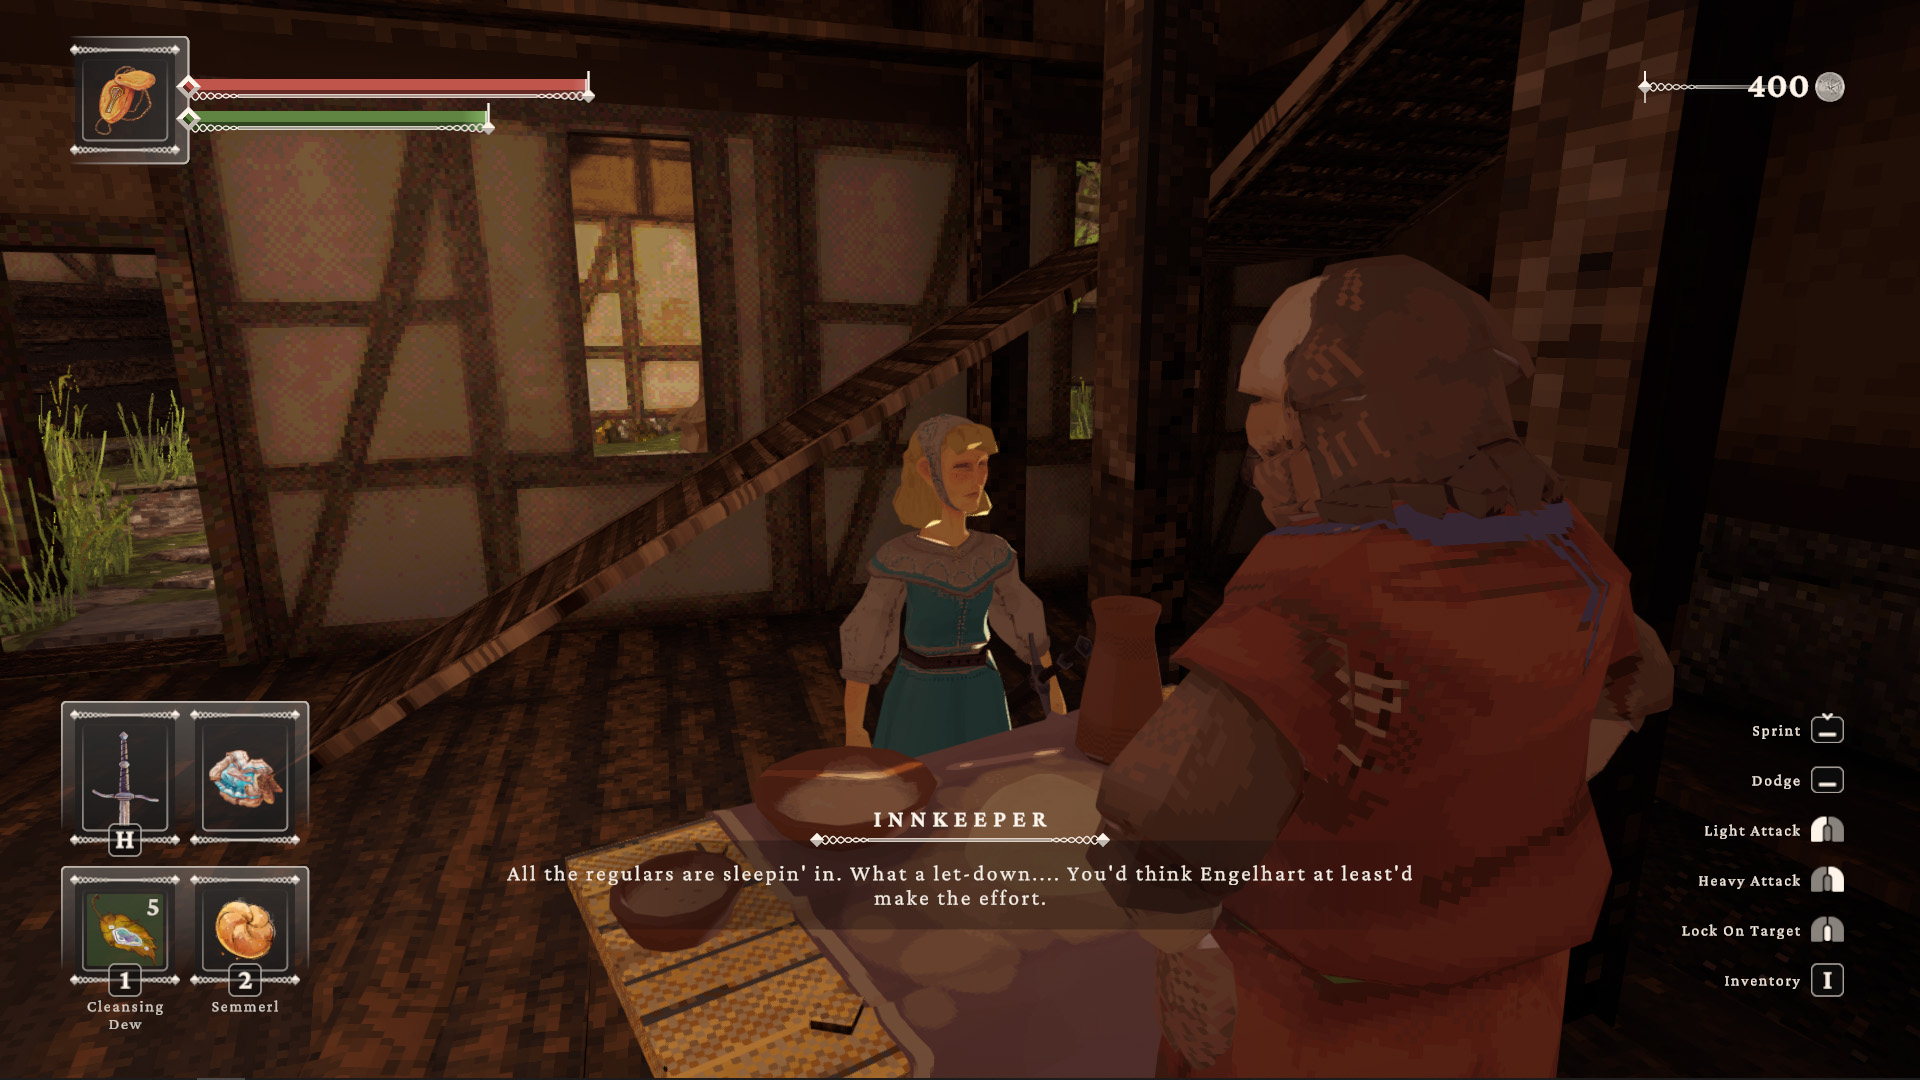 400
INNKEEPER
All the regulars are sleepin' in. What a let-down.... You'd think Engelhart at least'd
make the effort.
H
5
1
2
Cleansing
Dew
Semmerl
Sprint
Dodge
Light Attack
Heavy Attack
Lock On Target
Inventory I